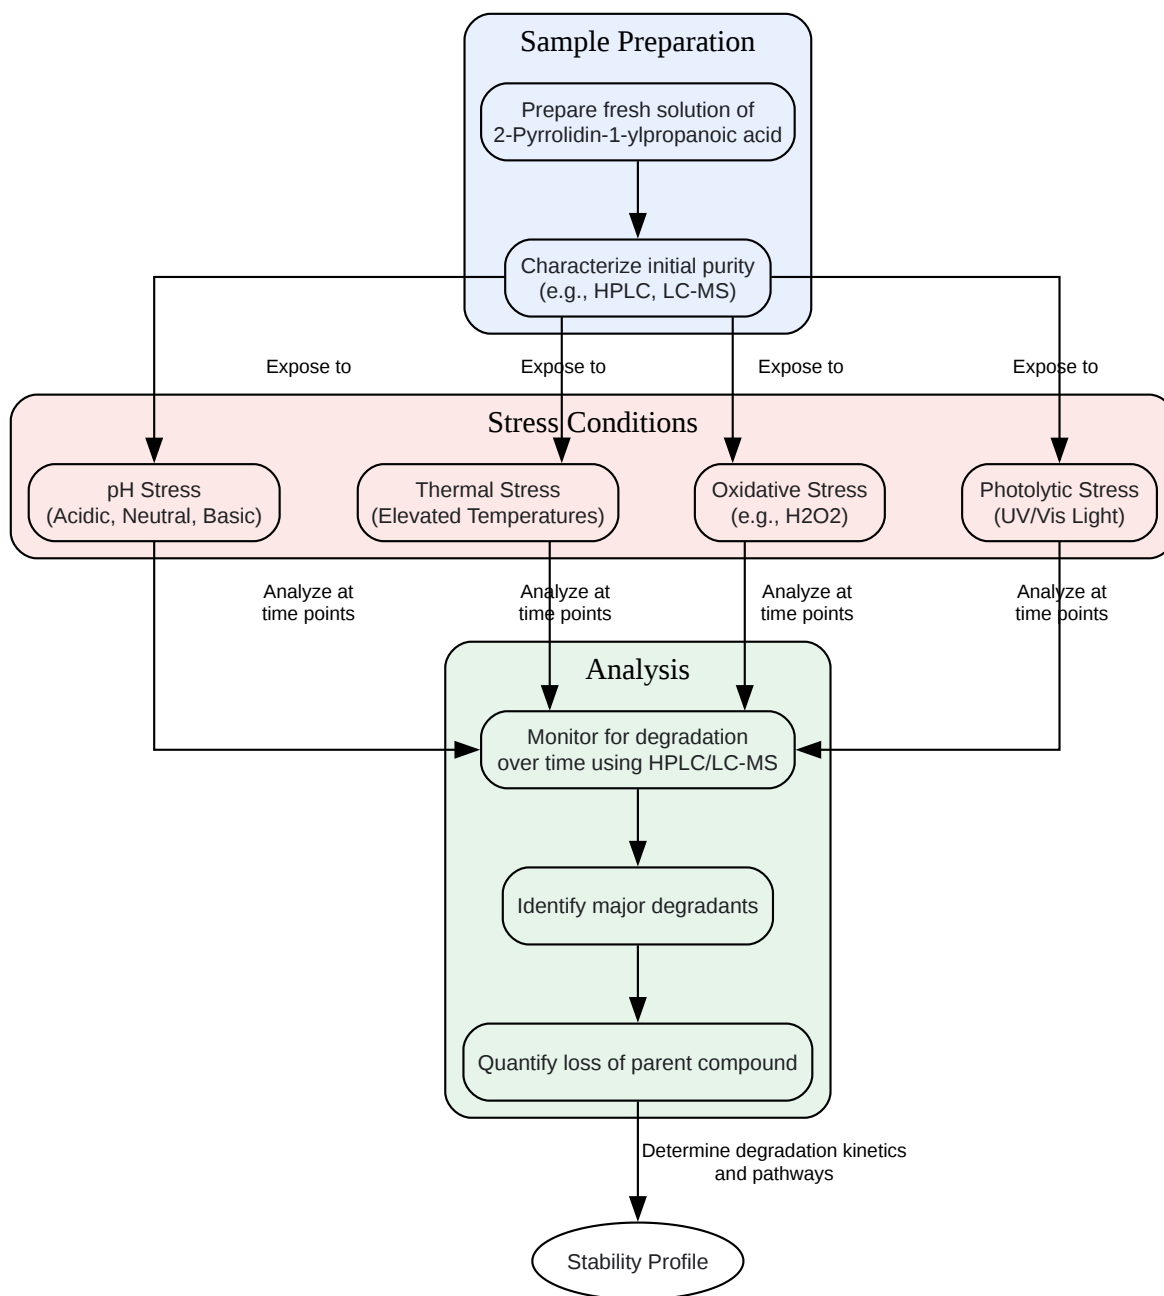 Sample Preparation
Prepare fresh solution of
2-Pyrrolidin-1-ylpropanoic acid
Characterize initial purity
(e.g., HPLC, LC-MS)
Expose to
Expose to
Expose to
Expose to
Stress Conditions
pH Stress
(Acidic, Neutral, Basic)
Thermal Stress
(Elevated Temperatures)
Oxidative Stress
(e.g., H2O2)
Photolytic Stress
(UV/Vis Light)
Analyze at
time points
Analyze at
time points
Analyze at
time points
Analyze at
time points
Analysis
Monitor for degradation
over time using HPLC/LC-MS
Identify major degradants
Quantify loss of parent compound
Determine degradation kinetics
and pathways
Stability Profile